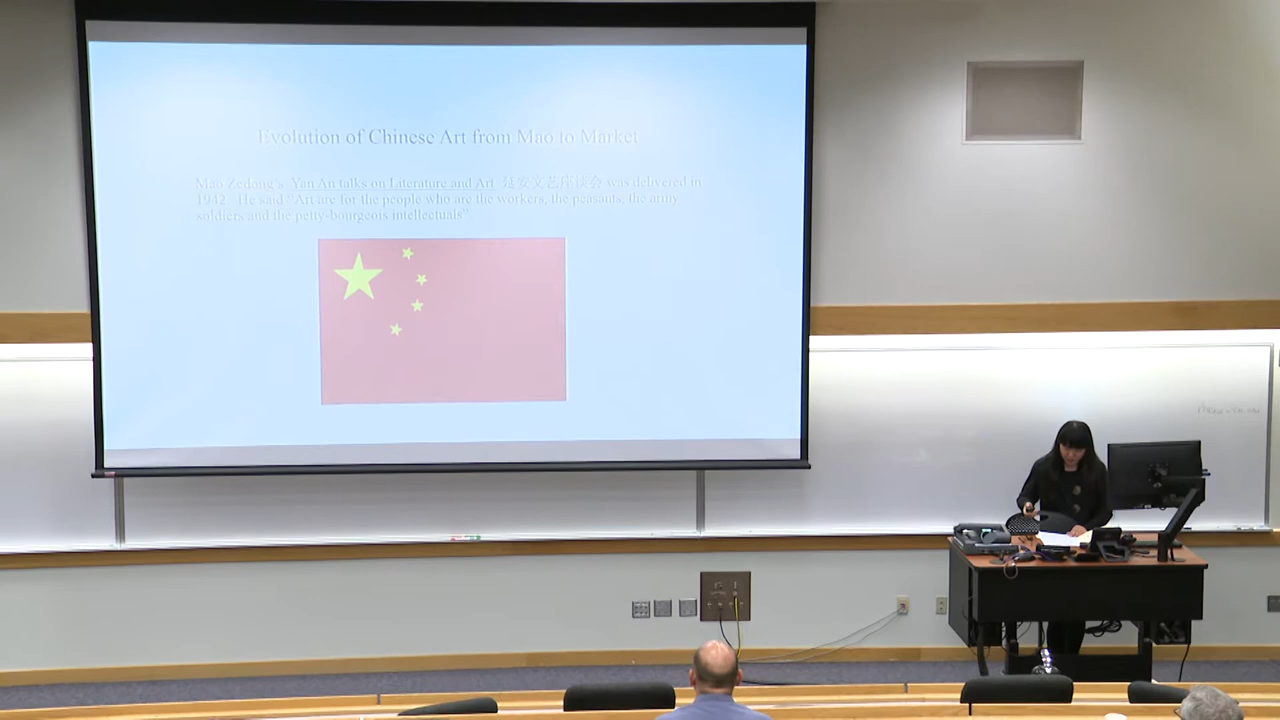 Evolution of Chinese Art from Mao to Market
Mao Zedong's Yan An talks on Literature and Art 延安文艺座谈会 was delivered in
1942. He said "Art are for the people who are the workers, the peasants, the army
soldiers and the petty-bourgeois intellectuals"